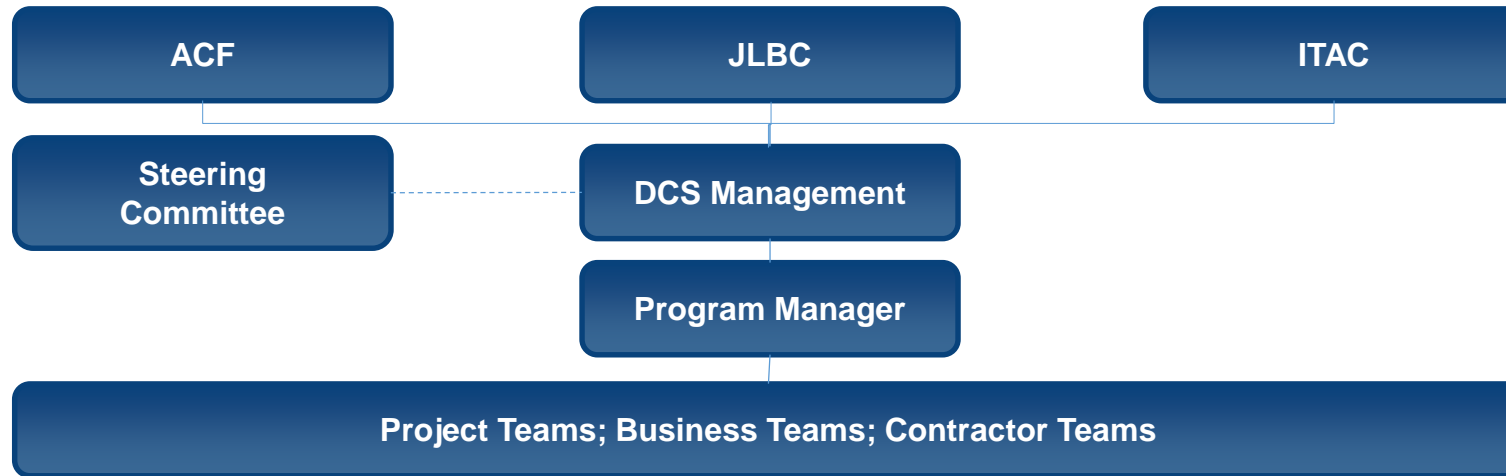 ACF
JLBC
ITAC
Steering
Committee
DCS Management
Program Manager
Project Teams; Business Teams; Contractor Teams